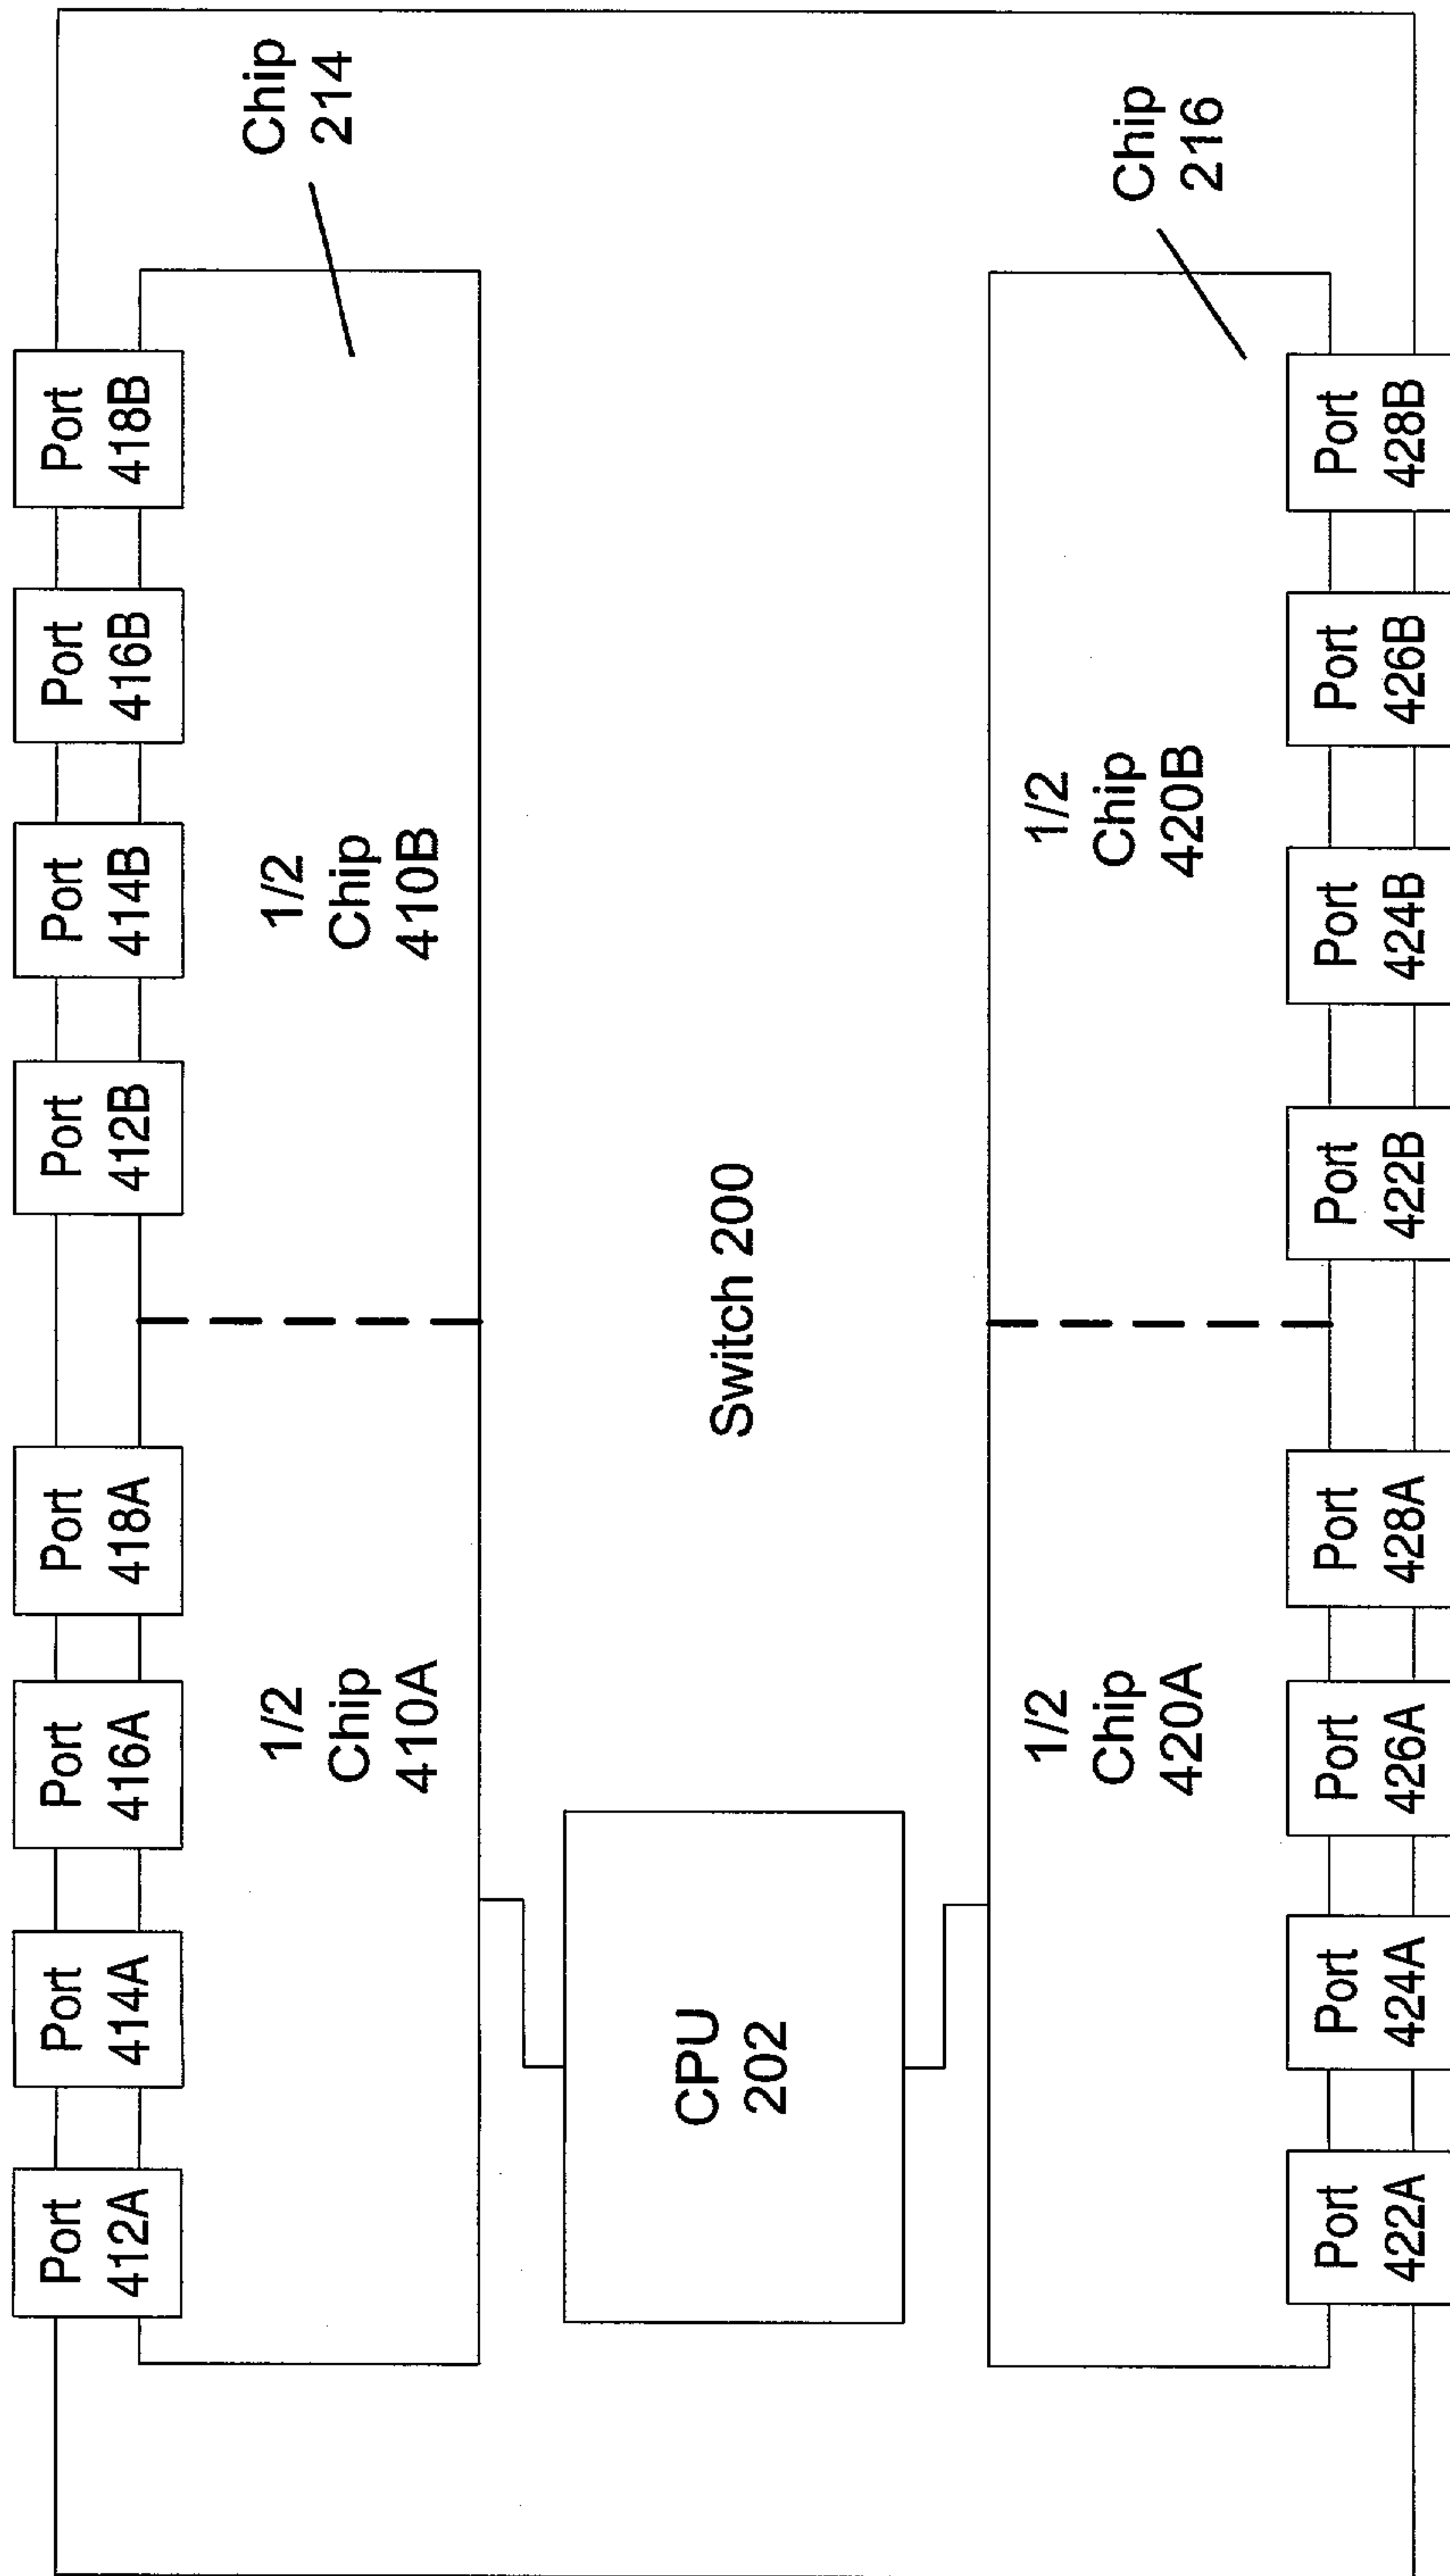 Port
412A
Port
414A
Port
416A
Port
418A
Port
412B
Port
414B
Port
416B
Port
418B
Chip
214
1/2
Chip
410A
1/2
Chip
410B
CPU
202
Switch 200
1/2
Chip
420A
1/2
Chip
420B
Chip
216
Port
422A
Port
424A
Port
426A
Port
428A
Port
422B
Port
424B
Port
426B
Port
428B